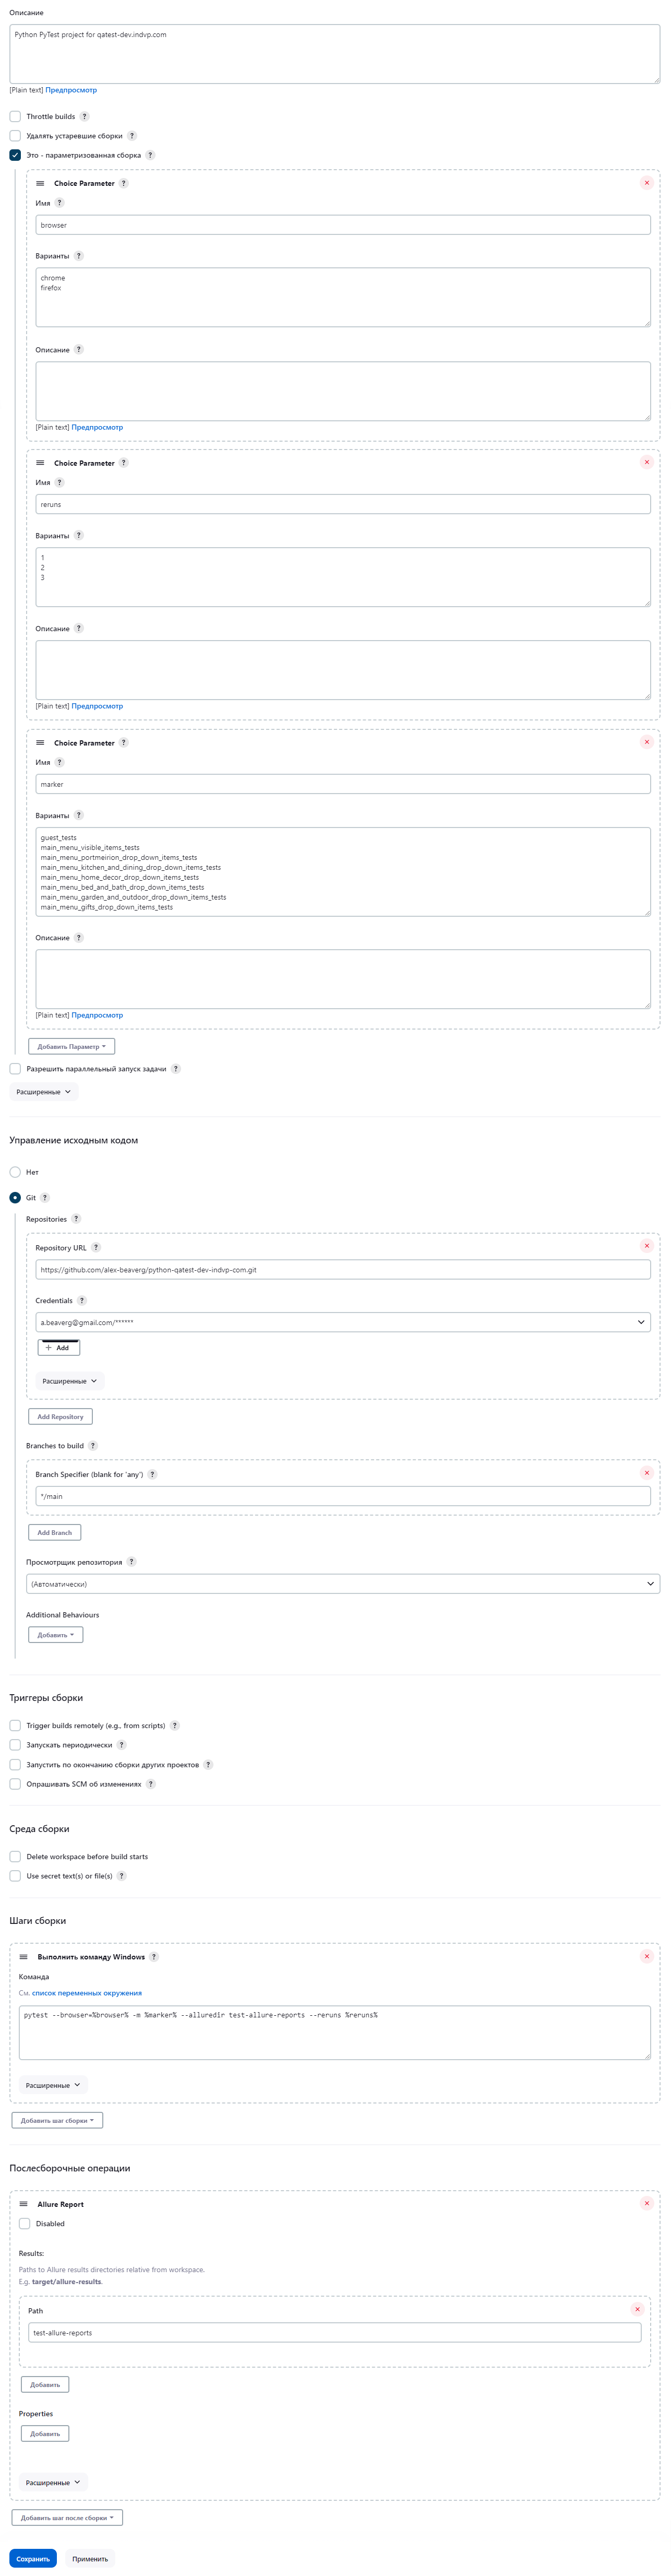 Описание
Python PyTest project for qatest-dev.indvp.com
[Plain text] Предпросмотр
Throttle builds ?
Удалять устаревшие сборки ?
Это - параметризованная сборка ?
Choice Parameter ?
Имя ?
browser
Варианты ?
chrome
firefox
Описание ?
[Plain text] Предпросмотр
Choice Parameter ?
Имя ?
reruns
Варианты ?
1
2
3
Описание ?
[Plain text] Предпросмотр
Choice Parameter ?
Имя ?
marker
Варианты ?
guest_tests
main_menu_visible_items_tests
main_menu_portmeirion_drop_down_items_tests
main_menu_kitchen_and_dining_drop_down_items_tests
main_menu_home_decor_drop_down_items_tests
main_menu_bed_and_bath_drop_down_items_tests
main_menu_garden_and_outdoor_drop_down_items_tests
main_menu_gifts_drop_down_items_tests
Описание ?
[Plain text] Предпросмотр
Добавить Параметр
Разрешить параллельный запуск задачи ?
Расширенные
Управление исходным кодом
Нет
Git ?
Repositories ?
Repository URL ?
https://github.com/alex-beaverg/python-qatest-dev-indvp-com.git
Credentials ?
a.beaverg@gmail.com/******
+ Add
Расширенные
Add Repository
Branches to build ?
Branch Specifier (blank for 'any') ?
*/main
Add Branch
Просмотрщик репозитория ?
(Автоматически)
Additional Behaviours
Добавить
Триггеры сборки
Trigger builds remotely (e.g., from scripts) ?
Запускать периодически ?
Запустить по окончанию сборки других проектов ?
Опрашивать SCM об изменениях ?
Среда сборки
Delete workspace before build starts
Use secret text(s) or file(s) ?
Шаги сборки
Выполнить команду Windows ?
Команда
См. список переменных окружения
pytest --browser=%browser% -m %marker% --alluredir test-allure-reports --reruns %reruns%
Расширенные
Добавить шаг сборки
Послесборочные операции
Allure Report
Disabled
Results:
Paths to Allure results directories relative from workspace.
E.g. target/allure-results.
Path
test-allure-reports
Добавить
Properties
Добавить
Расширенные
Добавить шаг после сборки
Сохранить
Применить